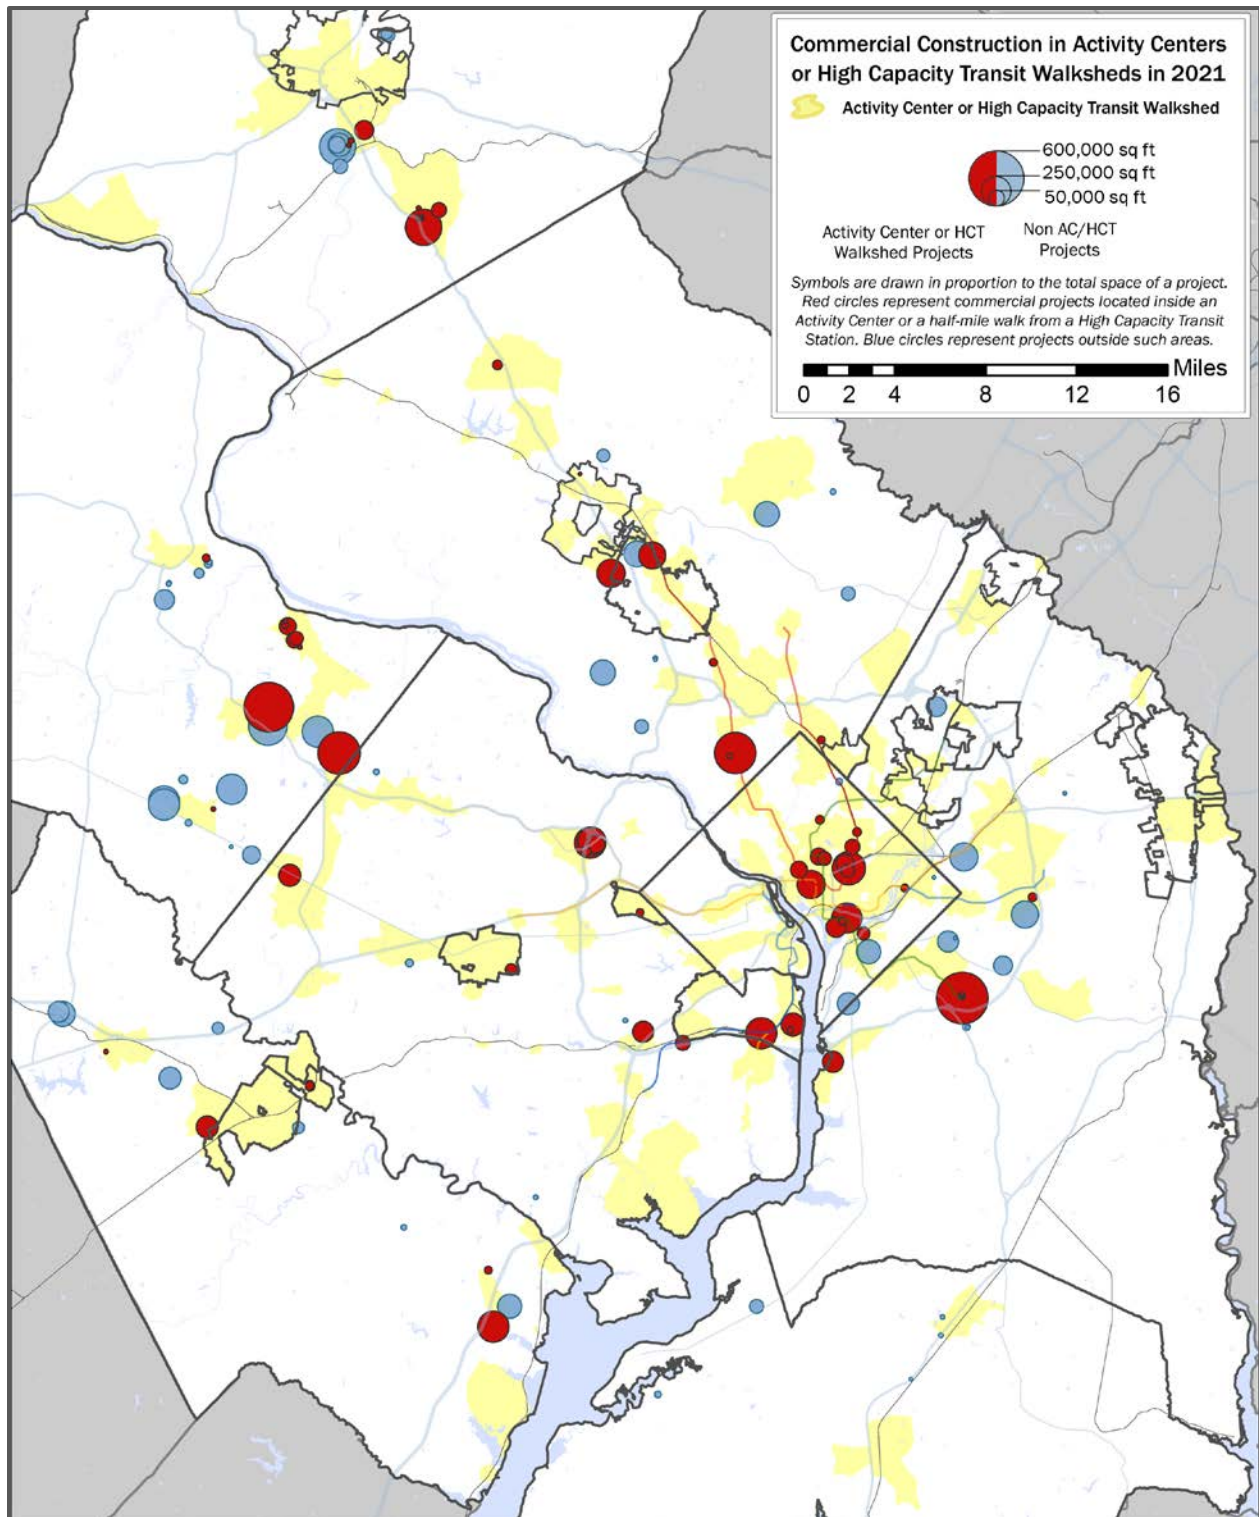 Commercial Construction in Activity Centers
or High Capacity Transit Walksheds in 2021
Activity Center or High Capacity Transit Walkshed
600,000 sq ft
250,000 sq ft
50,000 sq ft
Activity Center or HCT
Walkshed Projects
Non AC/HCT
Projects
Symbols are drawn in proportion to the total space of a project.
Red circles represent commercial projects located inside an
Activity Center or a half-mile walk from a High Capacity Transit
Station. Blue circles represent projects outside such areas.
Miles
0 2 4 8 12 16